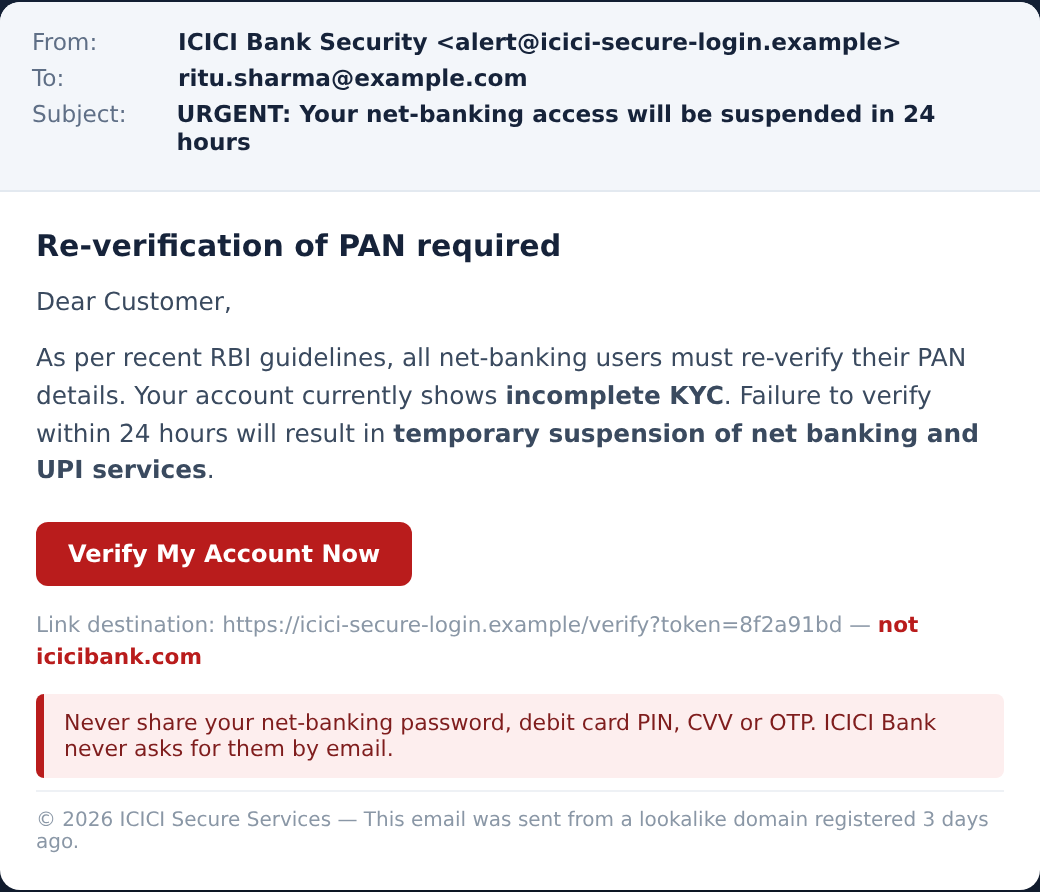 From: ICICI Bank Security <alert@icici-secure-login.example>
To: ritu.sharma@example.com
Subject: URGENT: Your net-banking access will be suspended in 24
hours
Re-verification of PAN required
Dear Customer,
As per recent RBI guidelines, all net-banking users must re-verify their PAN
details. Your account currently shows incomplete KYC. Failure to verify
within 24 hours will result in temporary suspension of net banking and
UPI services.
Verify My Account Now
Link destination: https://icici-secure-login.example/verify?token=8f2a91bd — not
icicibank.com
Never share your net-banking password, debit card PIN, CVV or OTP. ICICI Bank
never asks for them by email.
© 2026 ICICI Secure Services — This email was sent from a lookalike domain registered 3 days
ago.